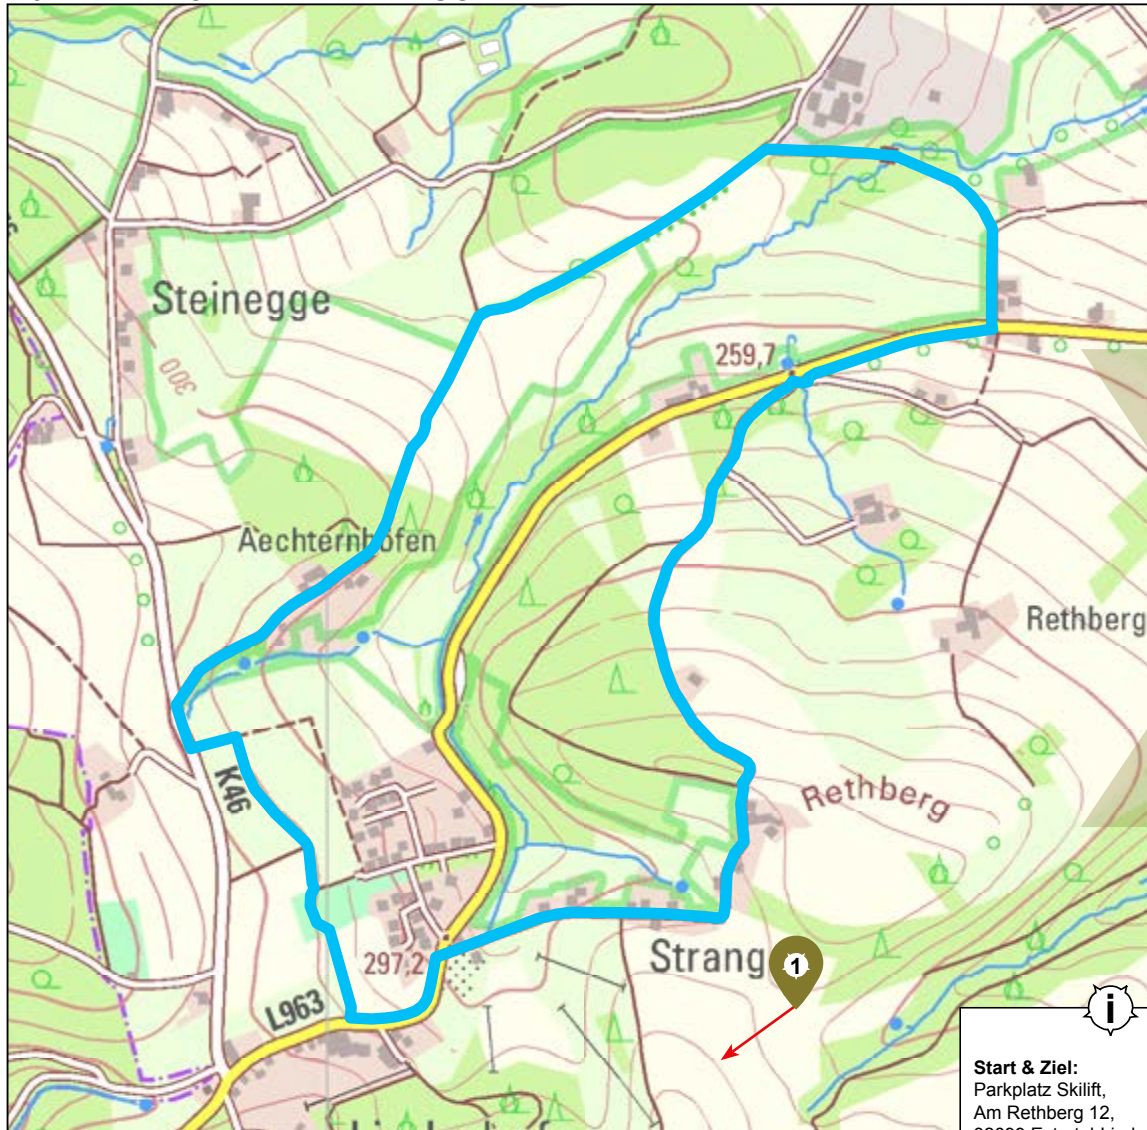 Steinegge
300
259,7
Aechternhöfen
Rethberg
K46
Rethberg
297,2
Strang
1
L963
i
Start & Ziel:
Parkplatz Skilift,
Am Rethberg 12,